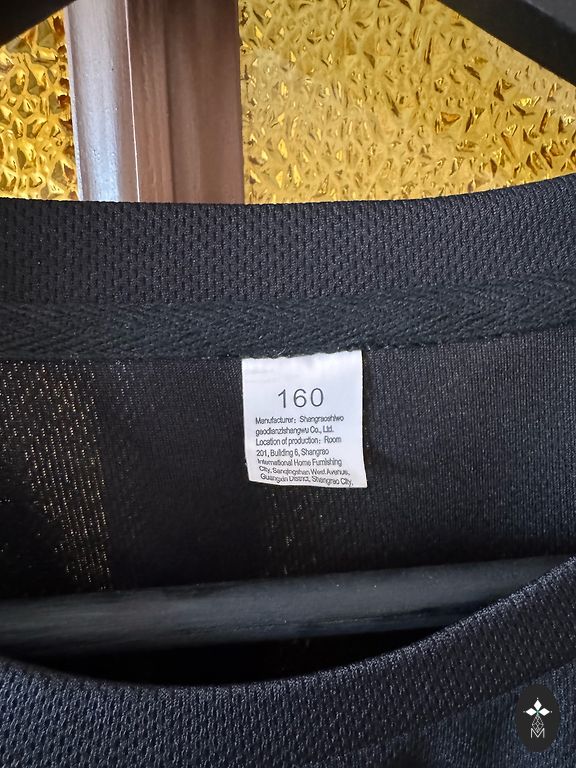 160
Manufacturer: Shangraoshiwo
gaodianzishangwu Co., Ltd.
Location of production: Room
201, Building 6, Shangrao
International Home Furnishing
City, Sanqingshan West Avenue,
Guangxin District, Shangrao City,
M